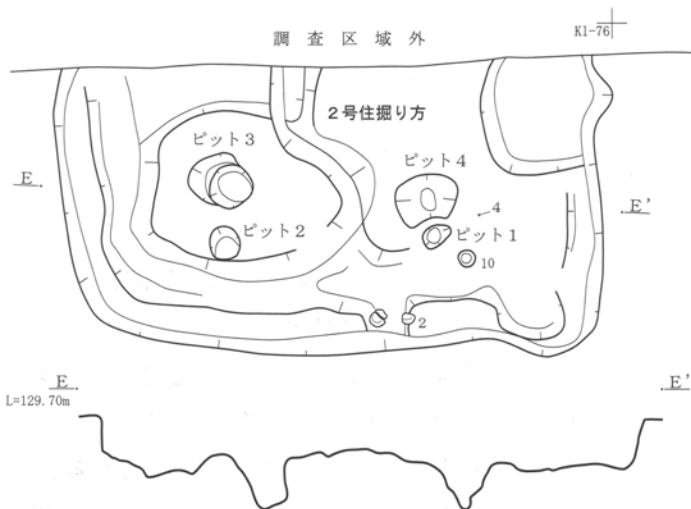 調査区域外
K1-76
2号住掘り方
ピット3
ピット4
E
4
E'
ピット2
ピット1
10
2
E
E'
L=129.70m